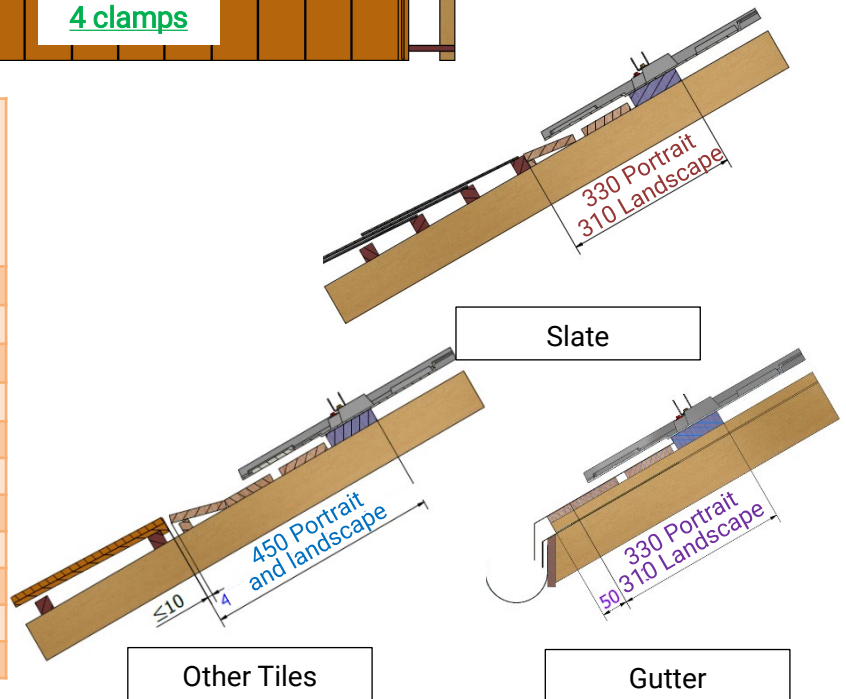 4 clamps
330 Portrait
310 Landscape
Slate
450 Portrait
and landscape
≤10
4
Other Tiles
330 Portrait
310 Landscape
50
Gutter